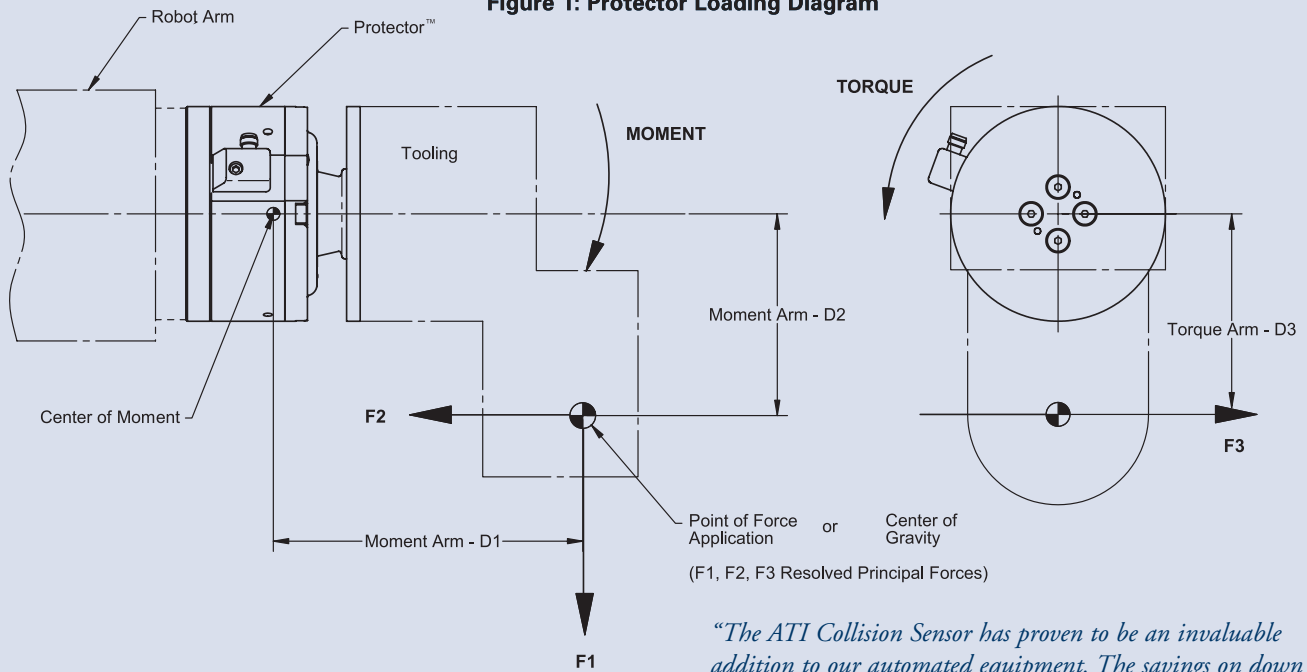 Figure 1: Protector Loading Diagram
Robot Arm
Protector™
TORQUE
MOMENT
Tooling
Moment Arm - D2
Torque Arm - D3
Center of Moment
F2
F3
Point of Force
Application
or
Center of
Gravity
Moment Arm - D1
(F1, F2, F3 Resolved Principal Forces)
F1
“The ATI Collision Sensor has proven to be an invaluable
addition to our automated equipment. The savings on down